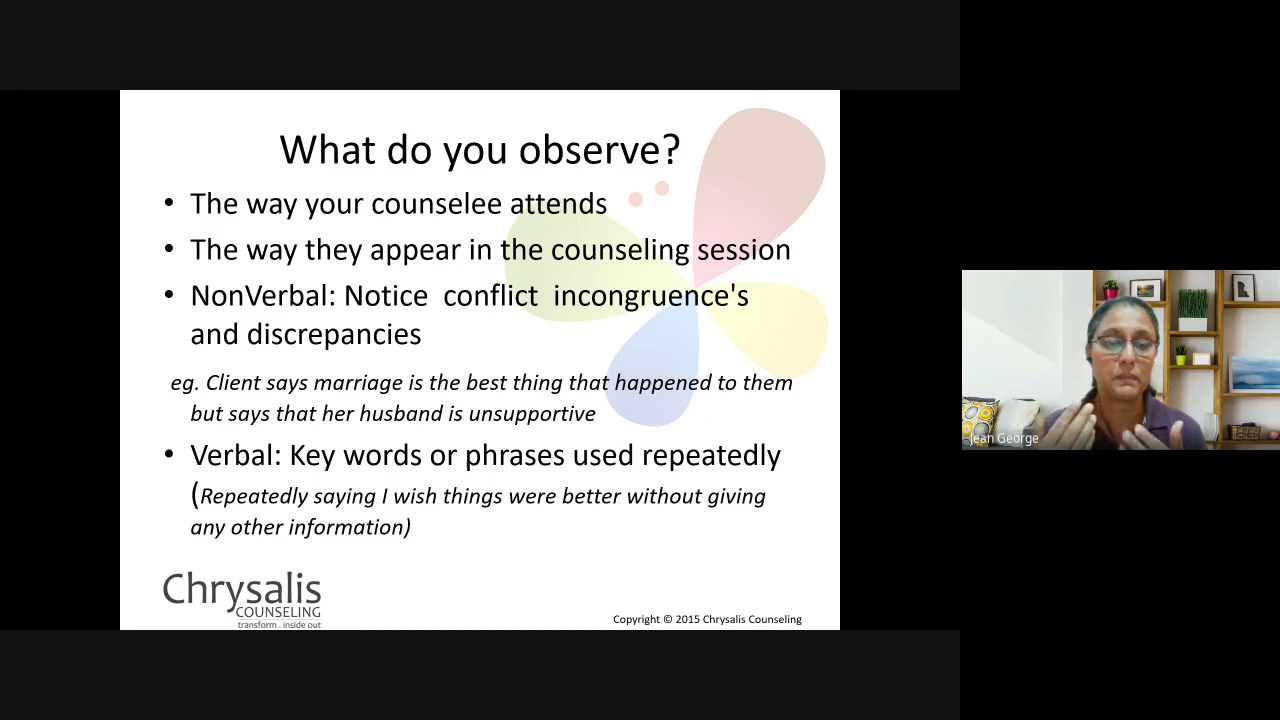 What do you observe?
• The way your counselee attends
• The way they appear in the counseling session
• NonVerbal: Notice conflict incongruence's
and discrepancies
eg. Client says marriage is the best thing that happened to them
but says that her husband is unsupportive
• Verbal: Key words or phrases used repeatedly
(Repeatedly saying I wish things were better without giving
any other information)
Chrysalis
COUNSELING
transform . inside out
Copyright © 2015 Chrysalis Counseling
Jean George